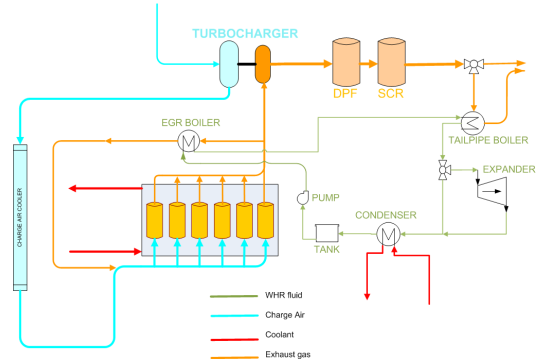 TURBOCHARGER
DPF
SCR
EGR BOILER
TAILPIPE BOILER
EXPANDER
PUMP
CONDENSER
TANK
CHARGE AIR COOLER
WHR fluid
Charge Air
Coolant
Exhaust gas